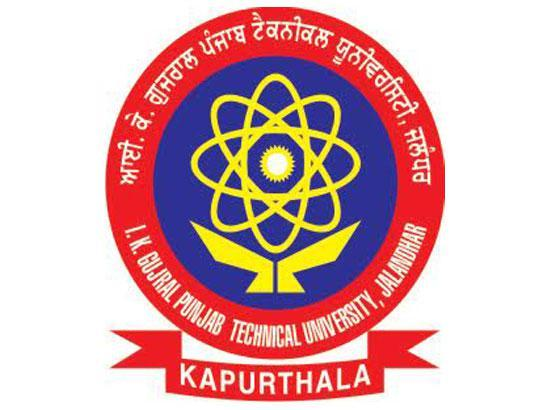 ਆਈ. ਕੇ. ਗੁਜਰਾਲ ਪੰਜਾਬ ਟੈਕਨੀਕਲ ਯੂਨੀਵਰਸਿਟੀ, ਜਲੰਧਰ
I. K. GUJRAL PUNJAB TECHNICAL UNIVERSITY, JALANDHAR
KAPURTHALA